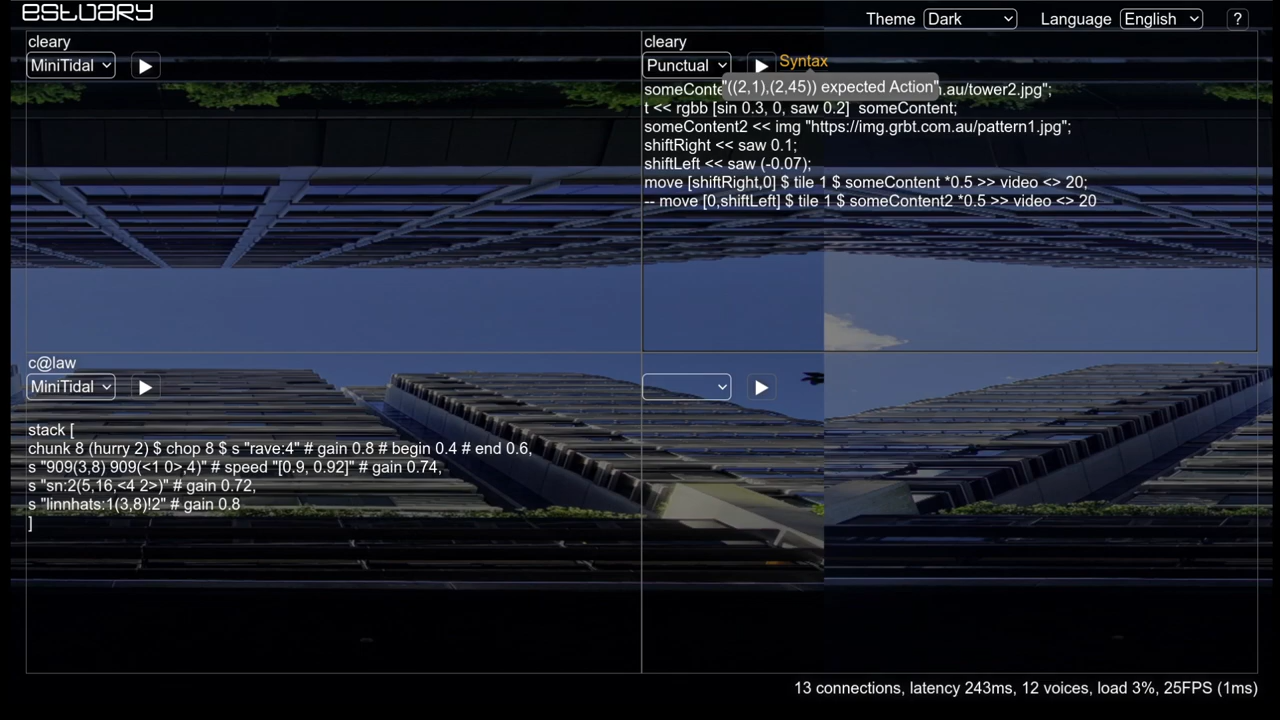 estuary
Theme Dark Language English ?
cleary
MiniTidal
cleary
Punctual Syntax
"((2,1),(2,45)) expected Action"
someConte .au/tower2.jpg";
t << rgbb [sin 0.3, 0, saw 0.2]  someContent;
someContent2 << img "https://img.grbt.com.au/pattern1.jpg";
shiftRight << saw 0.1;
shiftLeft << saw (-0.07);
move [shiftRight,0] $ tile 1 $ someContent *0.5 >> video <> 20;
-- move [0,shiftLeft] $ tile 1 $ someContent2 *0.5 >> video <> 20
c@law
MiniTidal
stack [
chunk 8 (hurry 2) $ chop 8 $ s "rave:4" # gain 0.8 # begin 0.4 # end 0.6,
s "909(3,8) 909(<1 0>,4)" # speed "[0.9, 0.92]" # gain 0.74,
s "sn:2(5,16,<4 2>)" # gain 0.72,
s "linnhats:1(3,8)!2" # gain 0.8
]
13 connections, latency 243ms, 12 voices, load 3%, 25FPS (1ms)